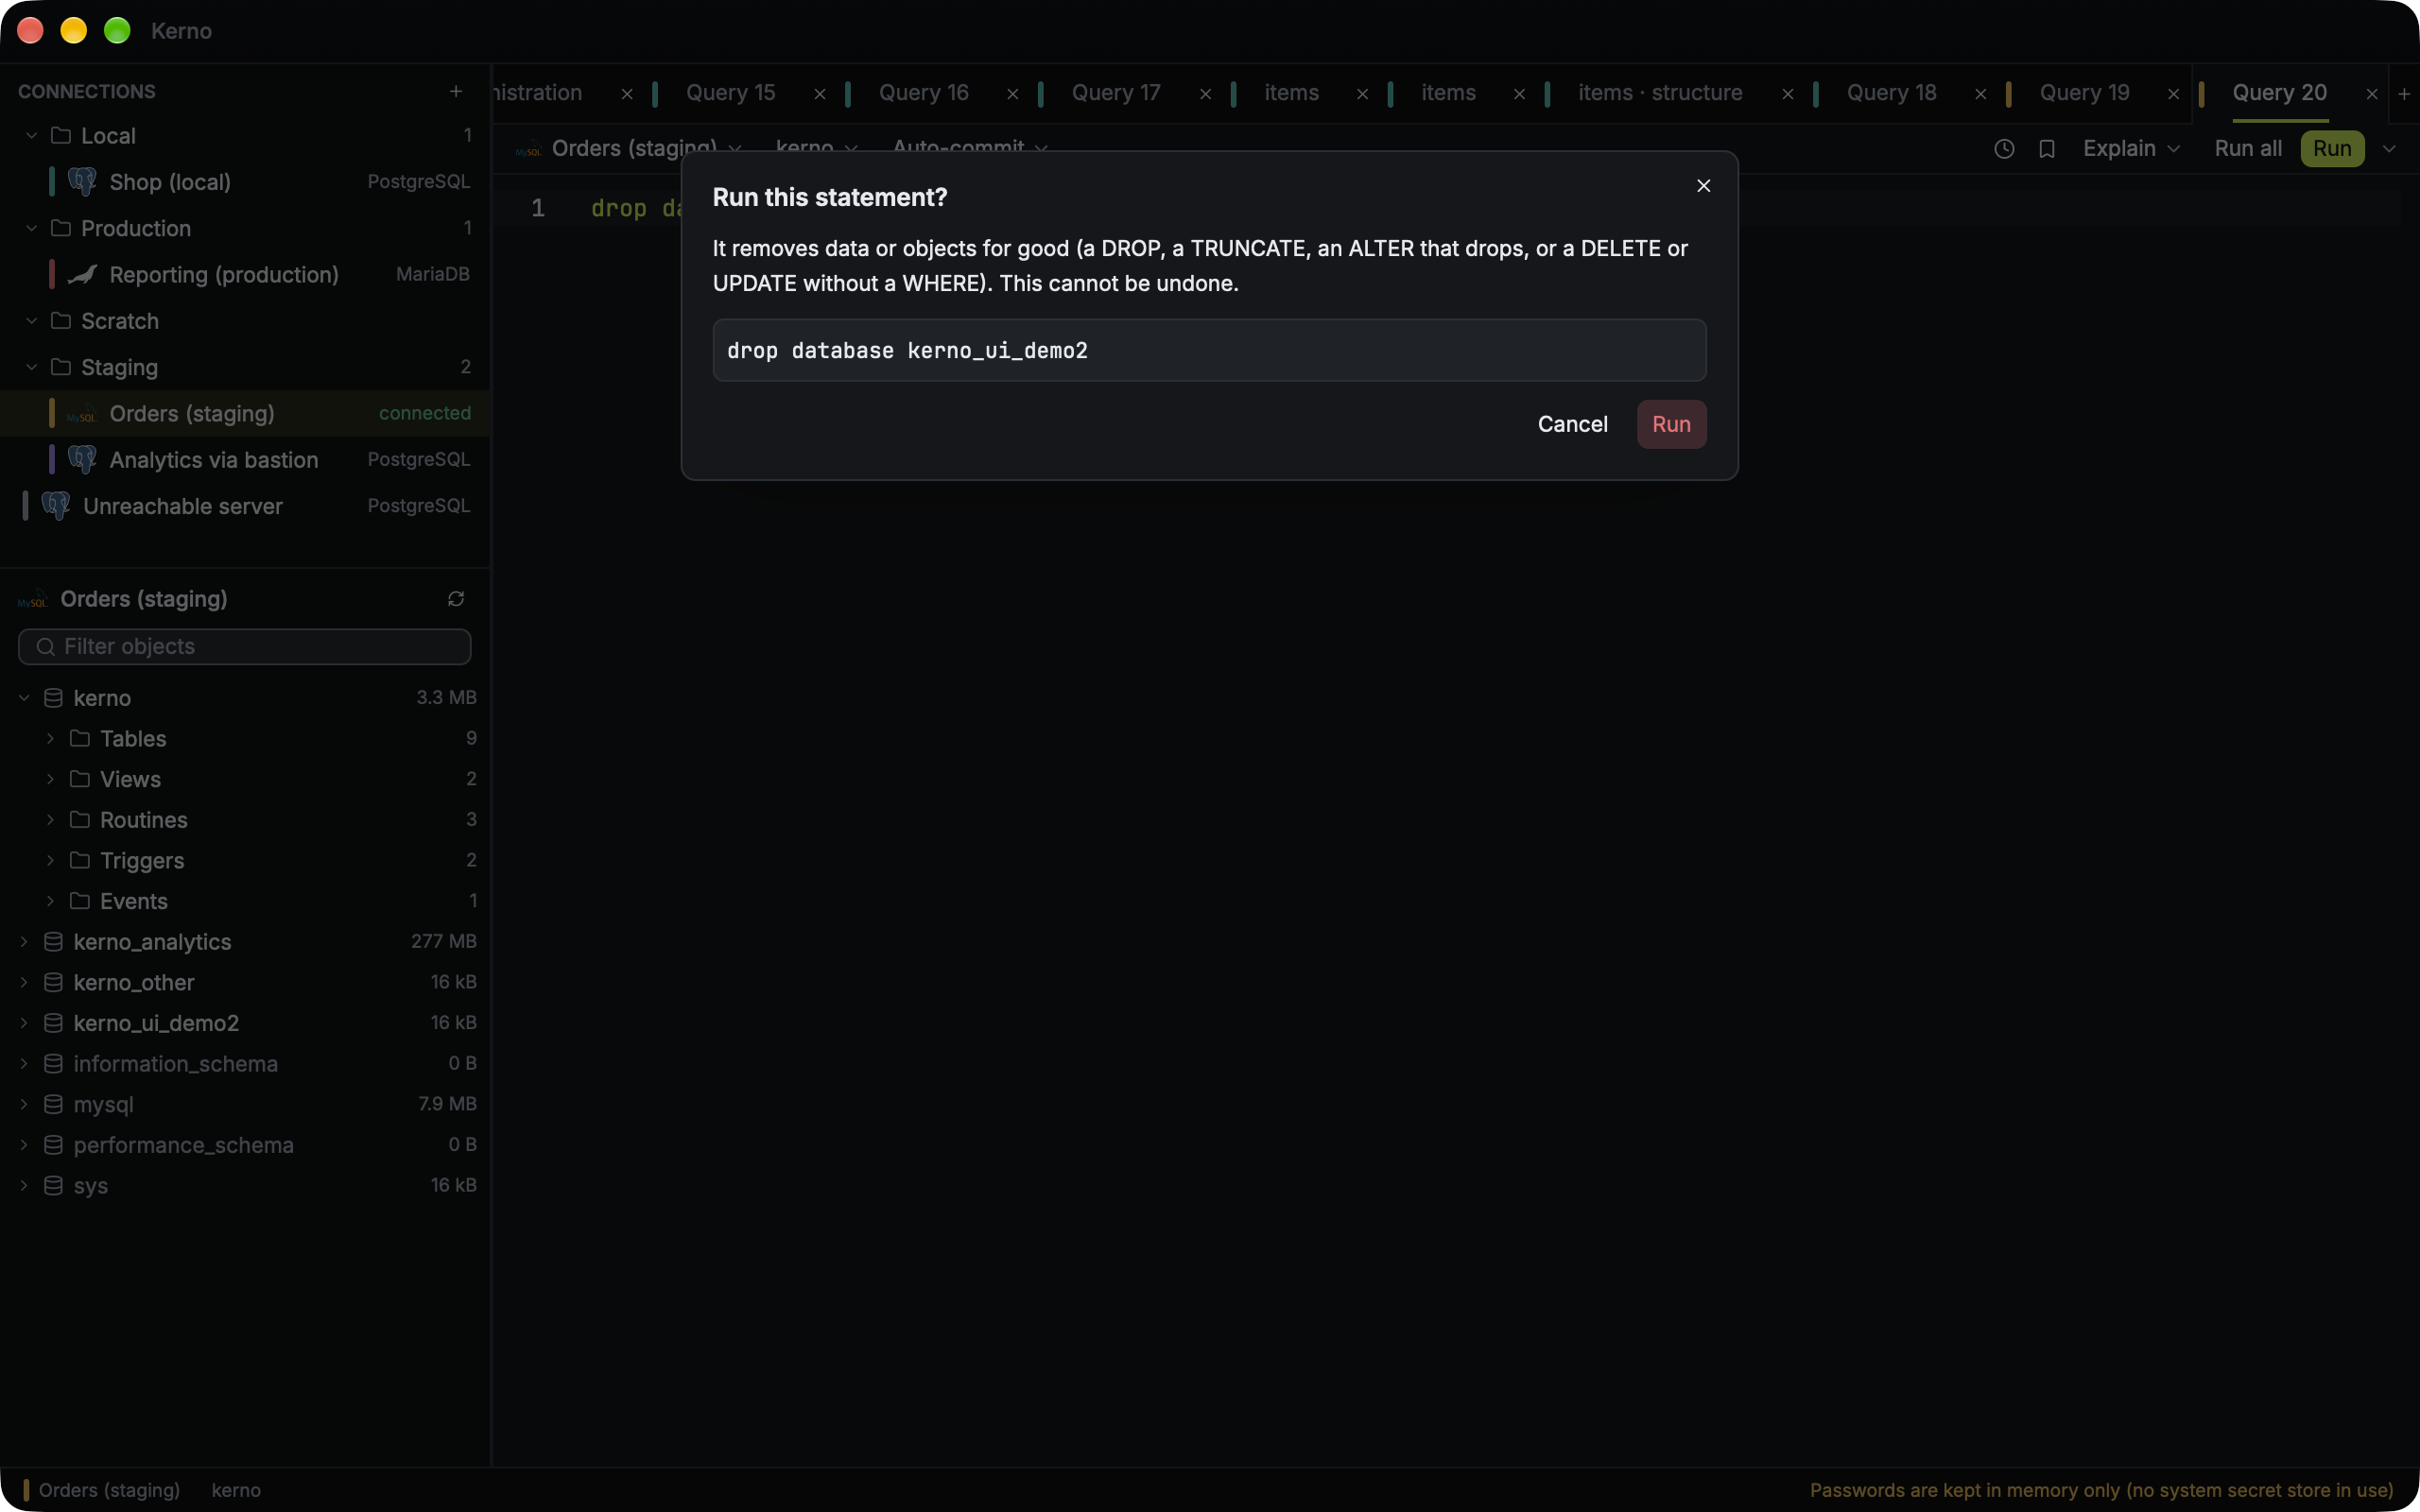 Kerno
CONNECTIONS
Local 1
Shop (local) PostgreSQL
Production 1
Reporting (production) MariaDB
Scratch
Staging 2
MySQL Orders (staging) connected
Analytics via bastion PostgreSQL
Unreachable server PostgreSQL
MySQL Orders (staging)
Filter objects
kerno 3.3 MB
Tables 9
Views 2
Routines 3
Triggers 2
Events 1
kerno_analytics 277 MB
kerno_other 16 kB
kerno_ui_demo2 16 kB
information_schema 0 B
mysql 7.9 MB
performance_schema 0 B
sys 16 kB
nistration Query 15 Query 16 Query 17 items items items · structure Query 18 Query 19 Query 20
MySQL Orders (staging) kerno Auto-commit Explain Run all Run
1 drop da
Run this statement?
It removes data or objects for good (a DROP, a TRUNCATE, an ALTER that drops, or a DELETE or
UPDATE without a WHERE). This cannot be undone.
drop database kerno_ui_demo2
Cancel Run
Orders (staging) kerno Passwords are kept in memory only (no system secret store in use)